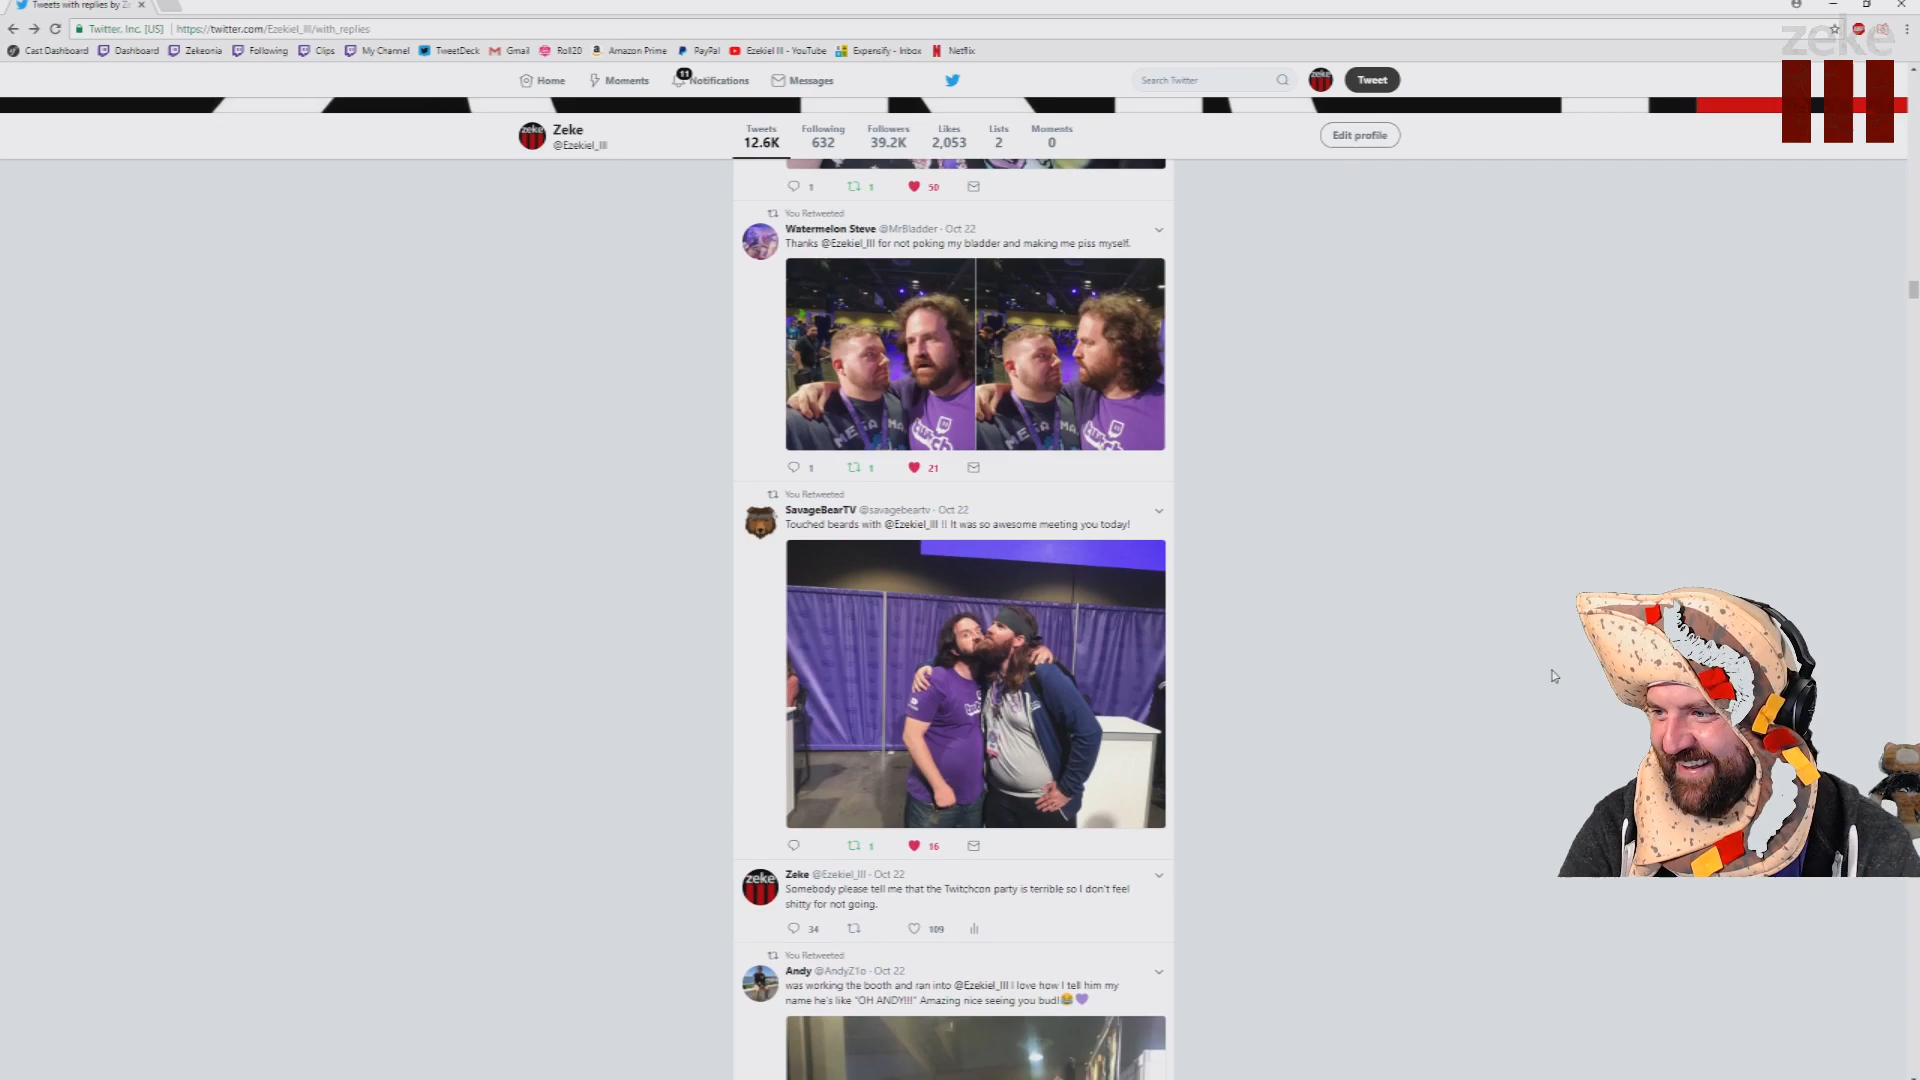 Tweets with replies by Ze
Twitter, Inc. [US] https://twitter.com/Ezekiel_III/with_replies
Cast Dashboard Dashboard Zekeonia Following Clips My Channel TweetDeck Gmail Roll20 Amazon Prime PayPal Ezekiel III - YouTube Expensify - Inbox Netflix
zeke
Home Moments 11 Notifications Messages Search Twitter Tweet
Zeke
@Ezekiel_III
Tweets Following Followers Likes Lists Moments
12.6K 632 39.2K 2,053 2 0
Edit profile
1 1 50
You Retweeted
Watermelon Steve @MrBladder · Oct 22
Thanks @Ezekiel_III for not poking my bladder and making me piss myself.
1 1 21
You Retweeted
SavageBearTV @savagebeartv · Oct 22
Touched beards with @Ezekiel_III !! It was so awesome meeting you today!
1 16
zeke
Zeke @Ezekiel_III · Oct 22
Somebody please tell me that the Twitchcon party is terrible so I don't feel
shitty for not going.
34 109
You Retweeted
Andy @AndyZ1o · Oct 22
was working the booth and ran into @Ezekiel_III I love how I tell him my
name he's like "OH ANDY!!!" Amazing nice seeing you bud!😂💜